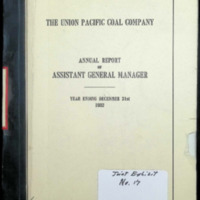 THE UNION PACIFIC COAL COMPANY
ANNUAL REPORT
OF
ASSISTANT GENERAL MANAGER
YEAR ENDING DECEMBER 31st
Joint Exhibit
No. 17